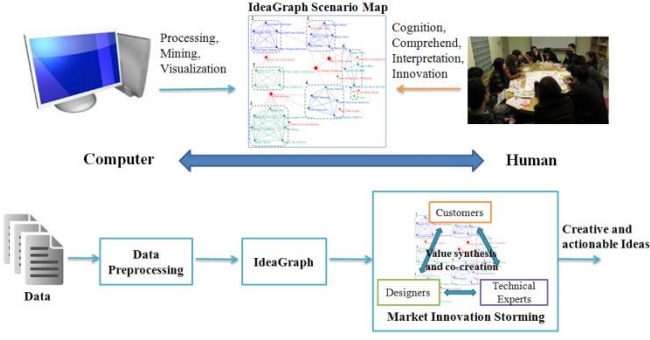 IdeaGraph Scenario Map
Processing,
Mining,
Visualization
Cognition,
Comprehend,
Interpretation,
Innovation
Computer
Human
Data
Data
Preprocessing
IdeaGraph
Customers
Value synthesis
and co-creation
Designers
Technical
Experts
Market Innovation Storming
Creative and
actionable Ideas